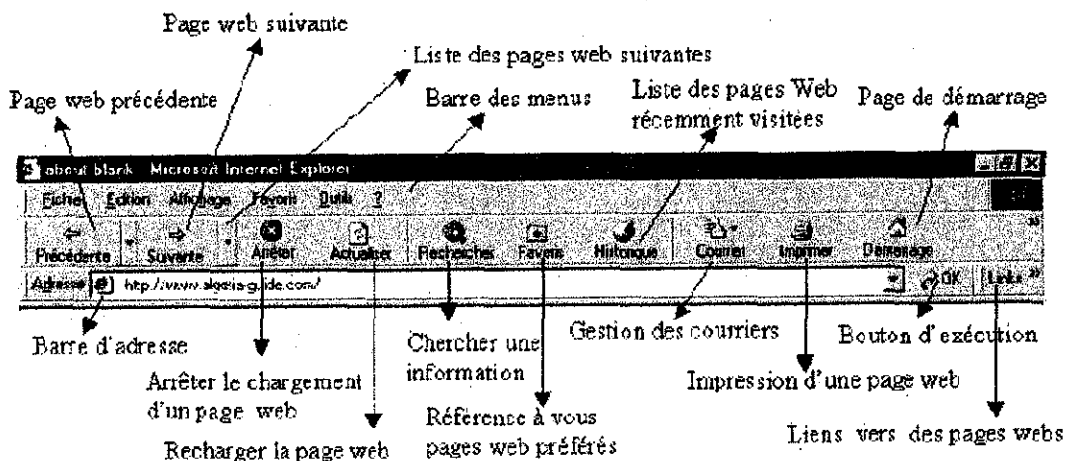 Page web suivante
Liste des pages web suivantes
Page web précédente
Barre des menus
Liste des pages Web
récemment visitées
Page de démarrage
about blank - Microsoft Internet Explorer
Fichier Edition Affichage Favoris Outils ?
Précédente Suivante Arrêter Actualiser Rechercher Favoris Historique Courrier Imprimer Démarrage
Adresse http://www.algeria-guide.com/ OK Links
Barre d'adresse
Arrêter le chargement
d'un page web
Recharger la page web
Chercher une
information
Référence à vous
pages web préférés
Gestion des courriers
Impression d'une page web
Bouton d'exécution
Liens vers des pages webs